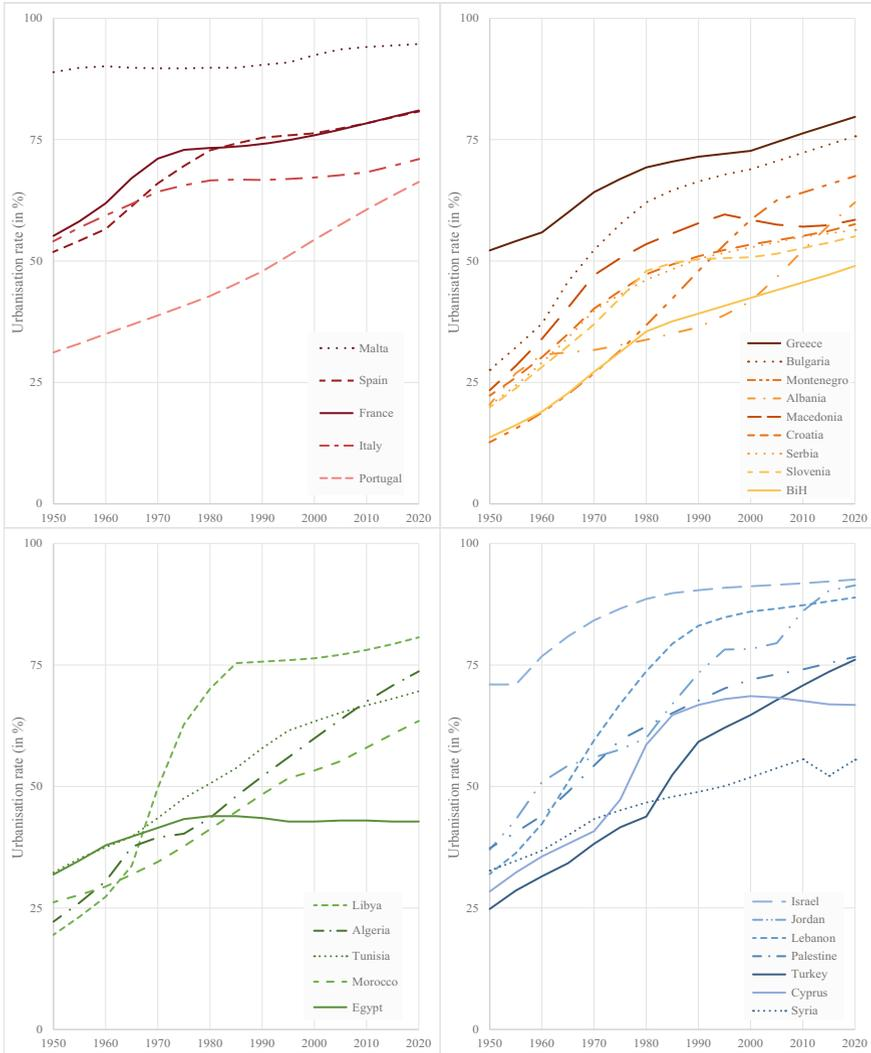 100
75
50
25
0
Urbanisation rate (in %)
Malta
Spain
France
Italy
Portugal
1950 1960 1970 1980 1990 2000 2010 2020
100
75
50
25
0
Urbanisation rate (in %)
Greece
Bulgaria
Montenegro
Albania
Macedonia
Croatia
Serbia
Slovenia
BiH
1950 1960 1970 1980 1990 2000 2010 2020
100
75
50
25
0
Urbanisation rate (in %)
Libya
Algeria
Tunisia
Morocco
Egypt
1950 1960 1970 1980 1990 2000 2010 2020
100
75
50
25
0
Urbanisation rate (in %)
Israel
Jordan
Lebanon
Palestine
Turkey
Cyprus
Syria
1950 1960 1970 1980 1990 2000 2010 2020